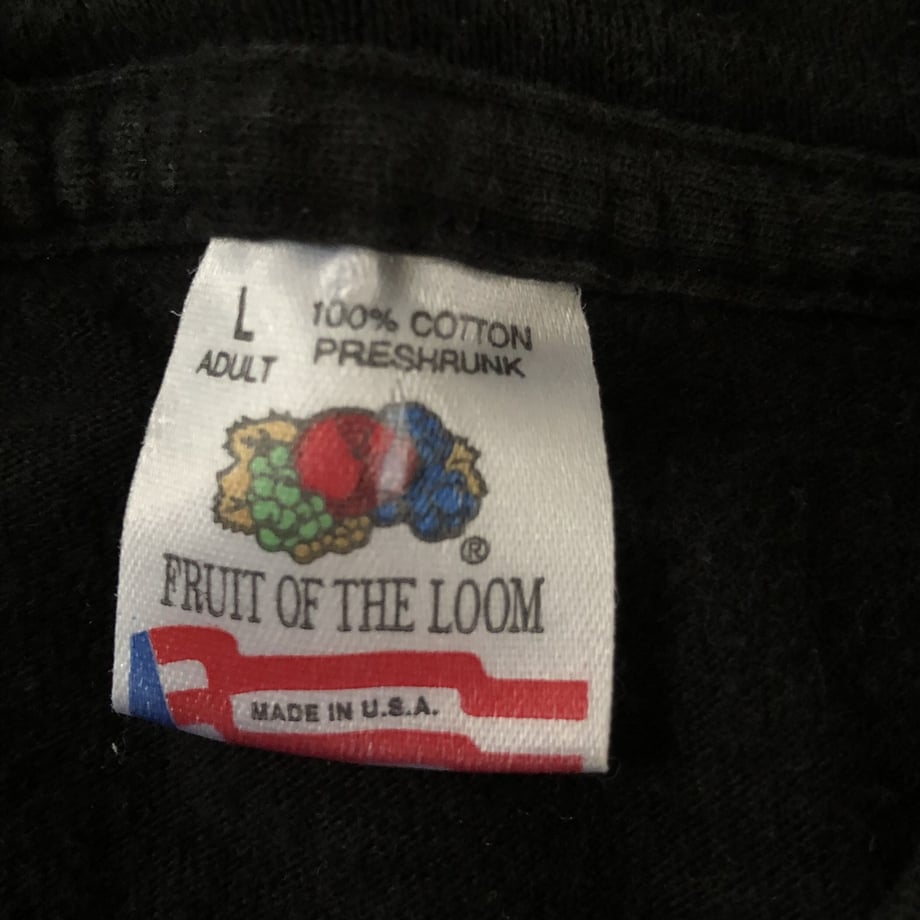 L
ADULT
100% COTTON
PRESHRUNK
®
FRUIT OF THE LOOM
MADE IN U.S.A.